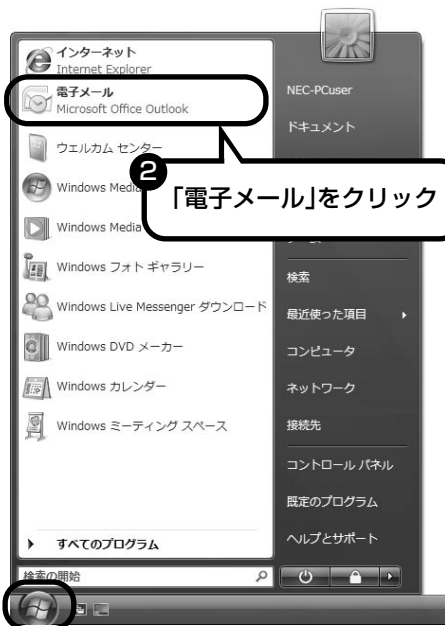 インターネット
Internet Explorer
電子メール
Microsoft Office Outlook
ウェルカム センター
Windows Media
Windows Media
Windows フォト ギャラリー
Windows Live Messenger ダウンロード
Windows DVD メーカー
Windows カレンダー
Windows ミーティング スペース
すべてのプログラム
検索の開始
NEC-PCuser
ドキュメント
❷
「電子メール」をクリック
検索
最近使った項目
コンピュータ
ネットワーク
接続先
コントロール パネル
既定のプログラム
ヘルプとサポート